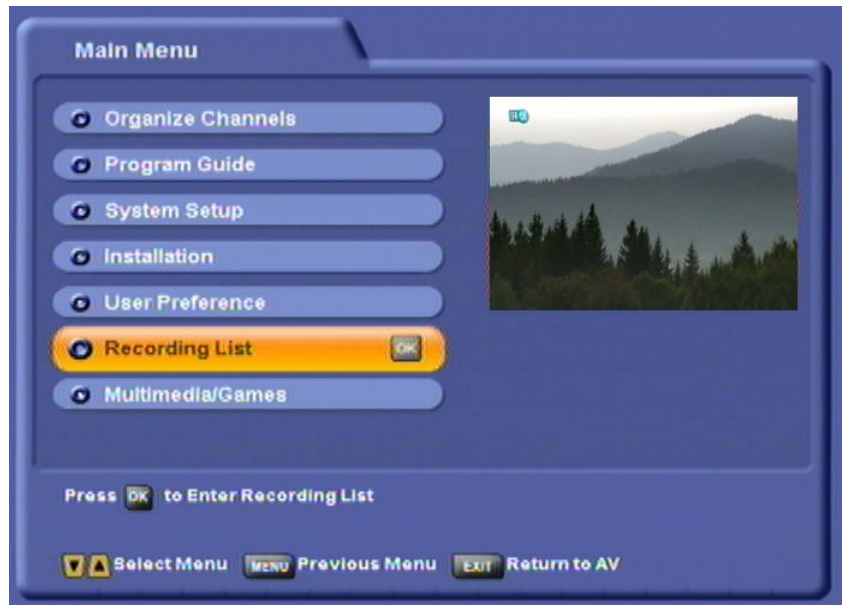 Main Menu
Organize Channels
Program Guide
System Setup
Installation
User Preference
Recording List OK
Multimedia/Games
Press OK to Enter Recording List
Select Menu MENU Previous Menu EXIT Return to AV